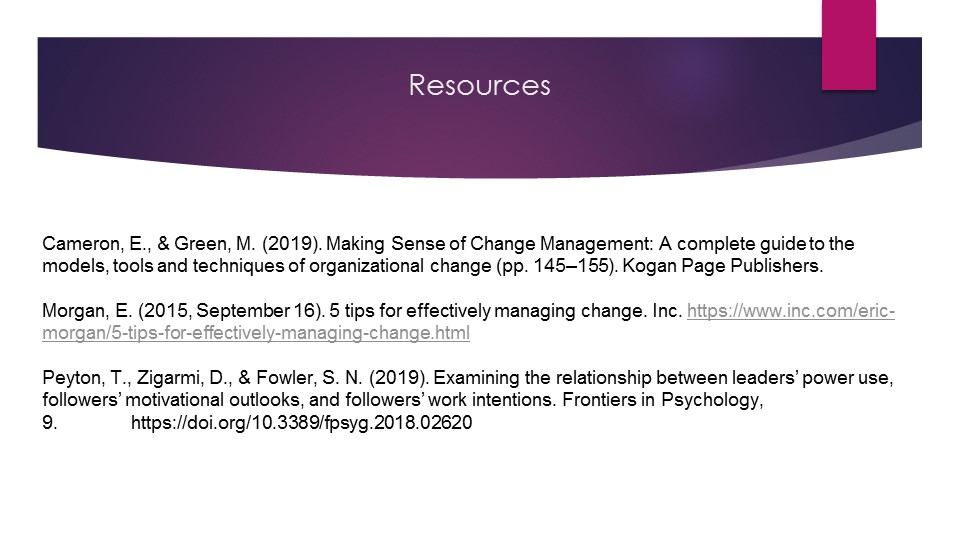 Resources
Cameron, E., & Green, M. (2019). Making Sense of Change Management: A complete guide to the
models, tools and techniques of organizational change (pp. 145–155). Kogan Page Publishers.
Morgan, E. (2015, September 16). 5 tips for effectively managing change. Inc. https://www.inc.com/eric-
morgan/5-tips-for-effectively-managing-change.html
Peyton, T., Zigarmi, D., & Fowler, S. N. (2019). Examining the relationship between leaders’ power use,
followers’ motivational outlooks, and followers’ work intentions. Frontiers in Psychology,
9. https://doi.org/10.3389/fpsyg.2018.02620